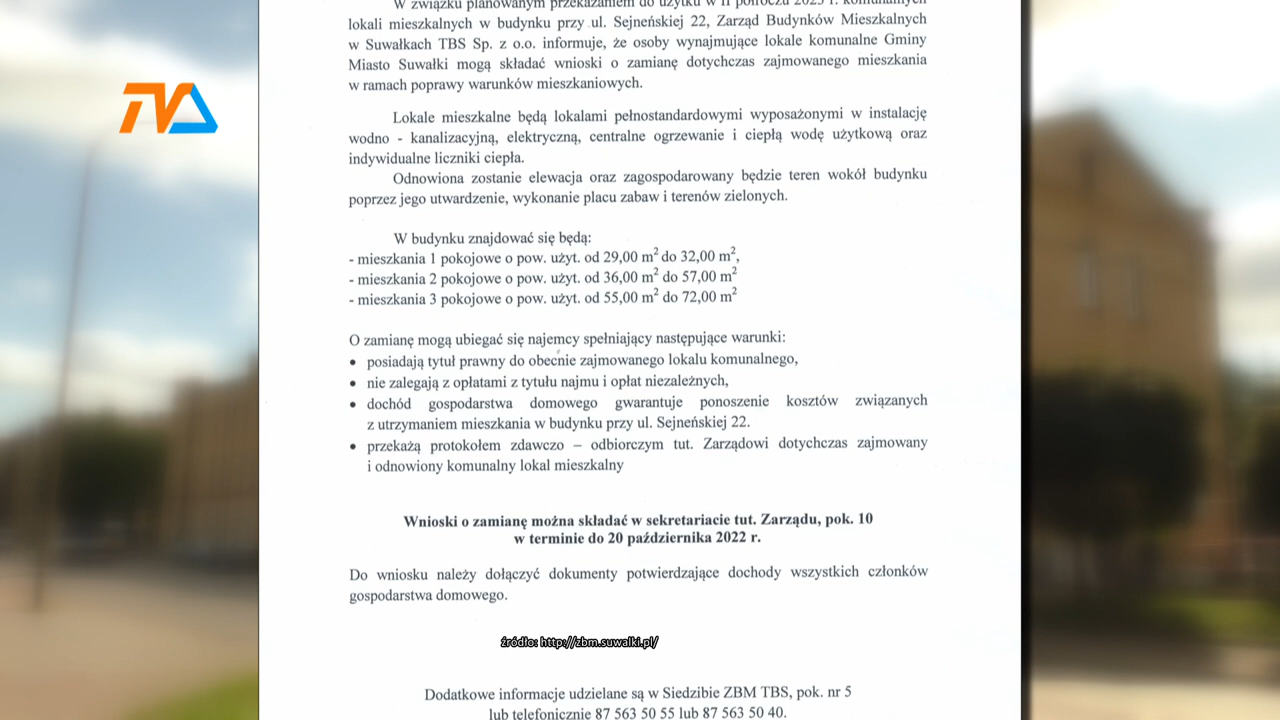 W związku planowanym przekazaniem do użytku w II półroczu 2023 r. komunalnych
lokali mieszkalnych w budynku przy ul. Sejneńskiej 22, Zarząd Budynków Mieszkalnych
w Suwałkach TBS Sp. z o.o. informuje, że osoby wynajmujące lokale komunalne Gminy
Miasto Suwałki mogą składać wnioski o zamianę dotychczas zajmowanego mieszkania
w ramach poprawy warunków mieszkaniowych.
TVA
Lokale mieszkalne będą lokalami pełnostandardowymi wyposażonymi w instalację
wodno - kanalizacyjną, elektryczną, centralne ogrzewanie i ciepłą wodę użytkową oraz
indywidualne liczniki ciepła.
Odnowiona zostanie elewacja oraz zagospodarowany będzie teren wokół budynku
poprzez jego utwardzenie, wykonanie placu zabaw i terenów zielonych.
W budynku znajdować się będą:
- mieszkania 1 pokojowe o pow. użyt. od 29,00 m² do 32,00 m²,
- mieszkania 2 pokojowe o pow. użyt. od 36,00 m² do 57,00 m²
- mieszkania 3 pokojowe o pow. użyt. od 55,00 m² do 72,00 m²
O zamianę mogą ubiegać się najemcy spełniający następujące warunki:
• posiadają tytuł prawny do obecnie zajmowanego lokalu komunalnego,
• nie zalegają z opłatami z tytułu najmu i opłat niezależnych,
• dochód gospodarstwa domowego gwarantuje ponoszenie kosztów związanych
z utrzymaniem mieszkania w budynku przy ul. Sejneńskiej 22.
• przekażą protokołem zdawczo – odbiorczym tut. Zarządowi dotychczas zajmowany
i odnowiony komunalny lokal mieszkalny
Wnioski o zamianę można składać w sekretariacie tut. Zarządu, pok. 10
w terminie do 20 października 2022 r.
Do wniosku należy dołączyć dokumenty potwierdzające dochody wszystkich członków
gospodarstwa domowego.
źródło: http://zbm.suwalki.pl/
Dodatkowe informacje udzielane są w Siedzibie ZBM TBS, pok. nr 5
lub telefonicznie 87 563 50 55 lub 87 563 50 40.